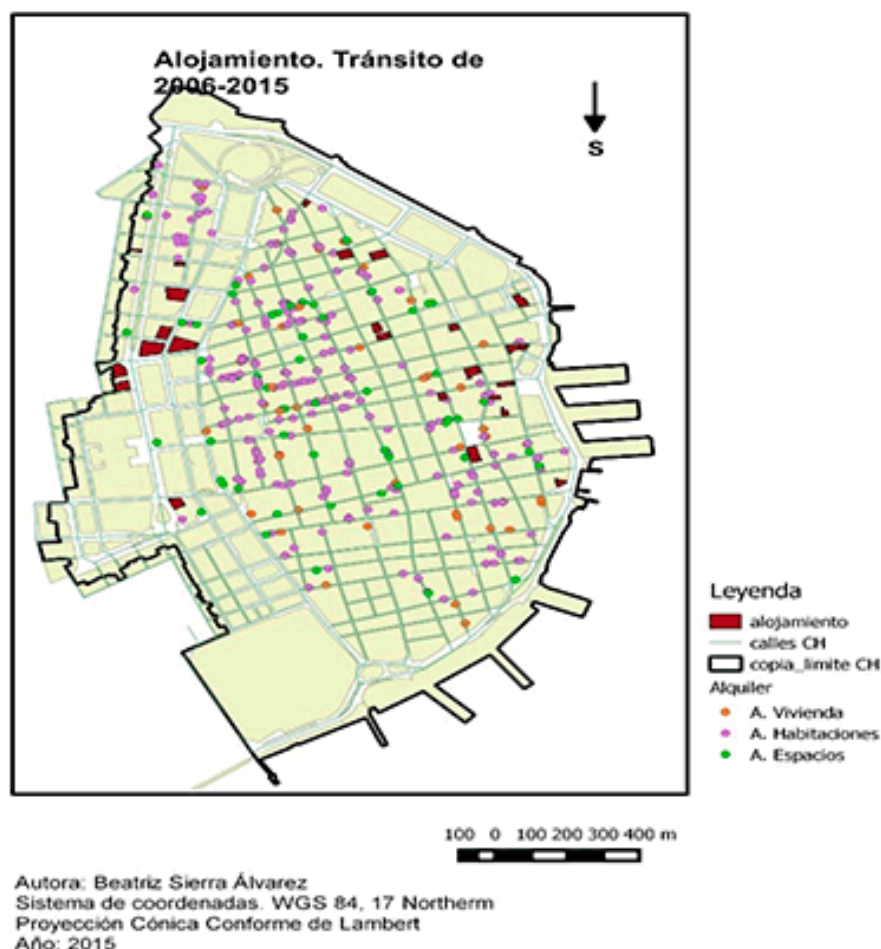 Alojamiento. Tránsito de
2006-2015
S
Leyenda
alojamiento
calles CH
copia_limite CH
Alquiler
A. Vivienda
A. Habitaciones
A. Espacios
100 0 100 200 300 400 m
Autora: Beatriz Sierra Álvarez
Sistema de coordenadas. WGS 84, 17 Northerm
Proyección Cónica Conforme de Lambert
Año: 2015